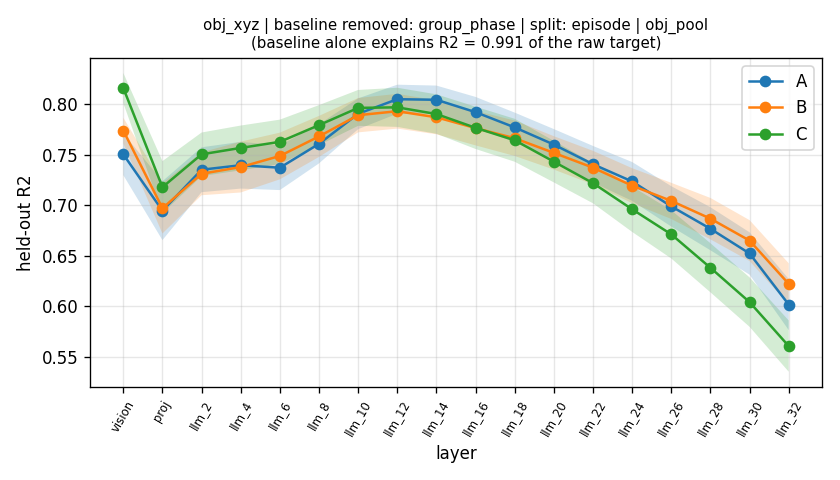 obj_xyz | baseline removed: group_phase | split: episode | obj_pool
(baseline alone explains R2 = 0.991 of the raw target)
A
B
C
held-out R2
0.80
0.75
0.70
0.65
0.60
0.55
vision
proj
llm_2
llm_4
llm_6
llm_8
llm_10
llm_12
llm_14
llm_16
llm_18
llm_20
llm_22
llm_24
llm_26
llm_28
llm_30
llm_32
layer